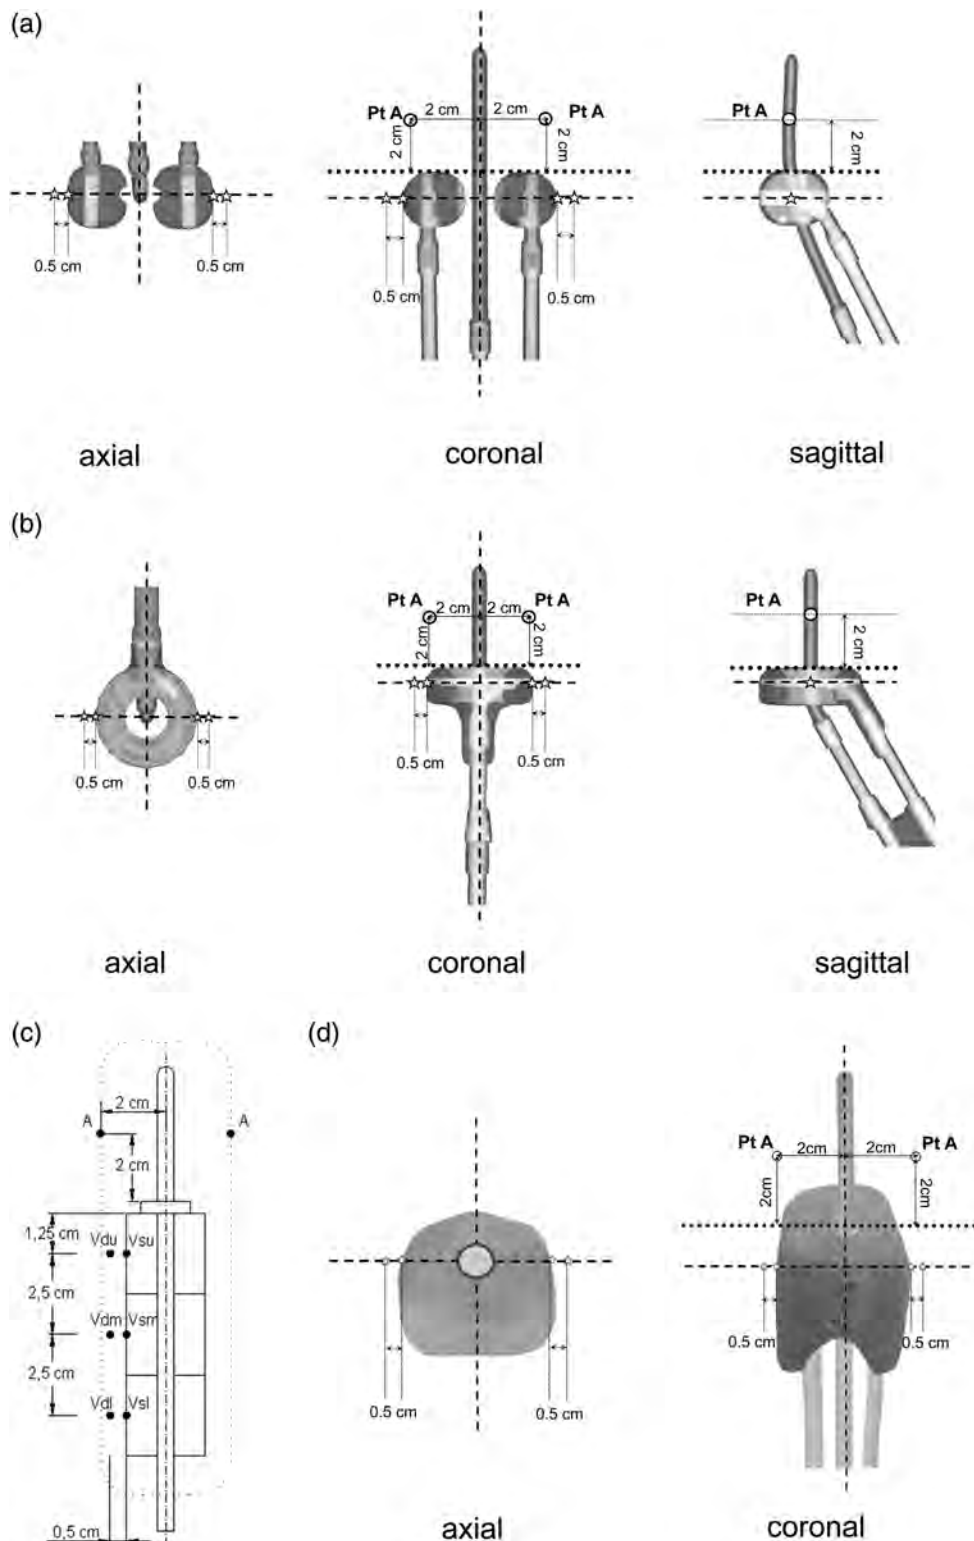 (a)
Pt A 2 cm 2 cm Pt A
2 cm 2 cm
Pt A 2 cm
0.5 cm 0.5 cm
0.5 cm 0.5 cm
axial coronal sagittal
(b)
Pt A 2 cm 2 cm Pt A
2 cm 2 cm
Pt A 2 cm
0.5 cm 0.5 cm
0.5 cm 0.5 cm
axial coronal sagittal
(c)
2 cm
A A
2 cm
1,25 cm
Vdu Vsu
2,5 cm
Vdm Vsm
2,5 cm
Vdl Vsl
0,5 cm
(d)
Pt A 2cm 2cm Pt A
2cm 2cm
0.5 cm 0.5 cm
0.5 cm 0.5 cm
axial coronal